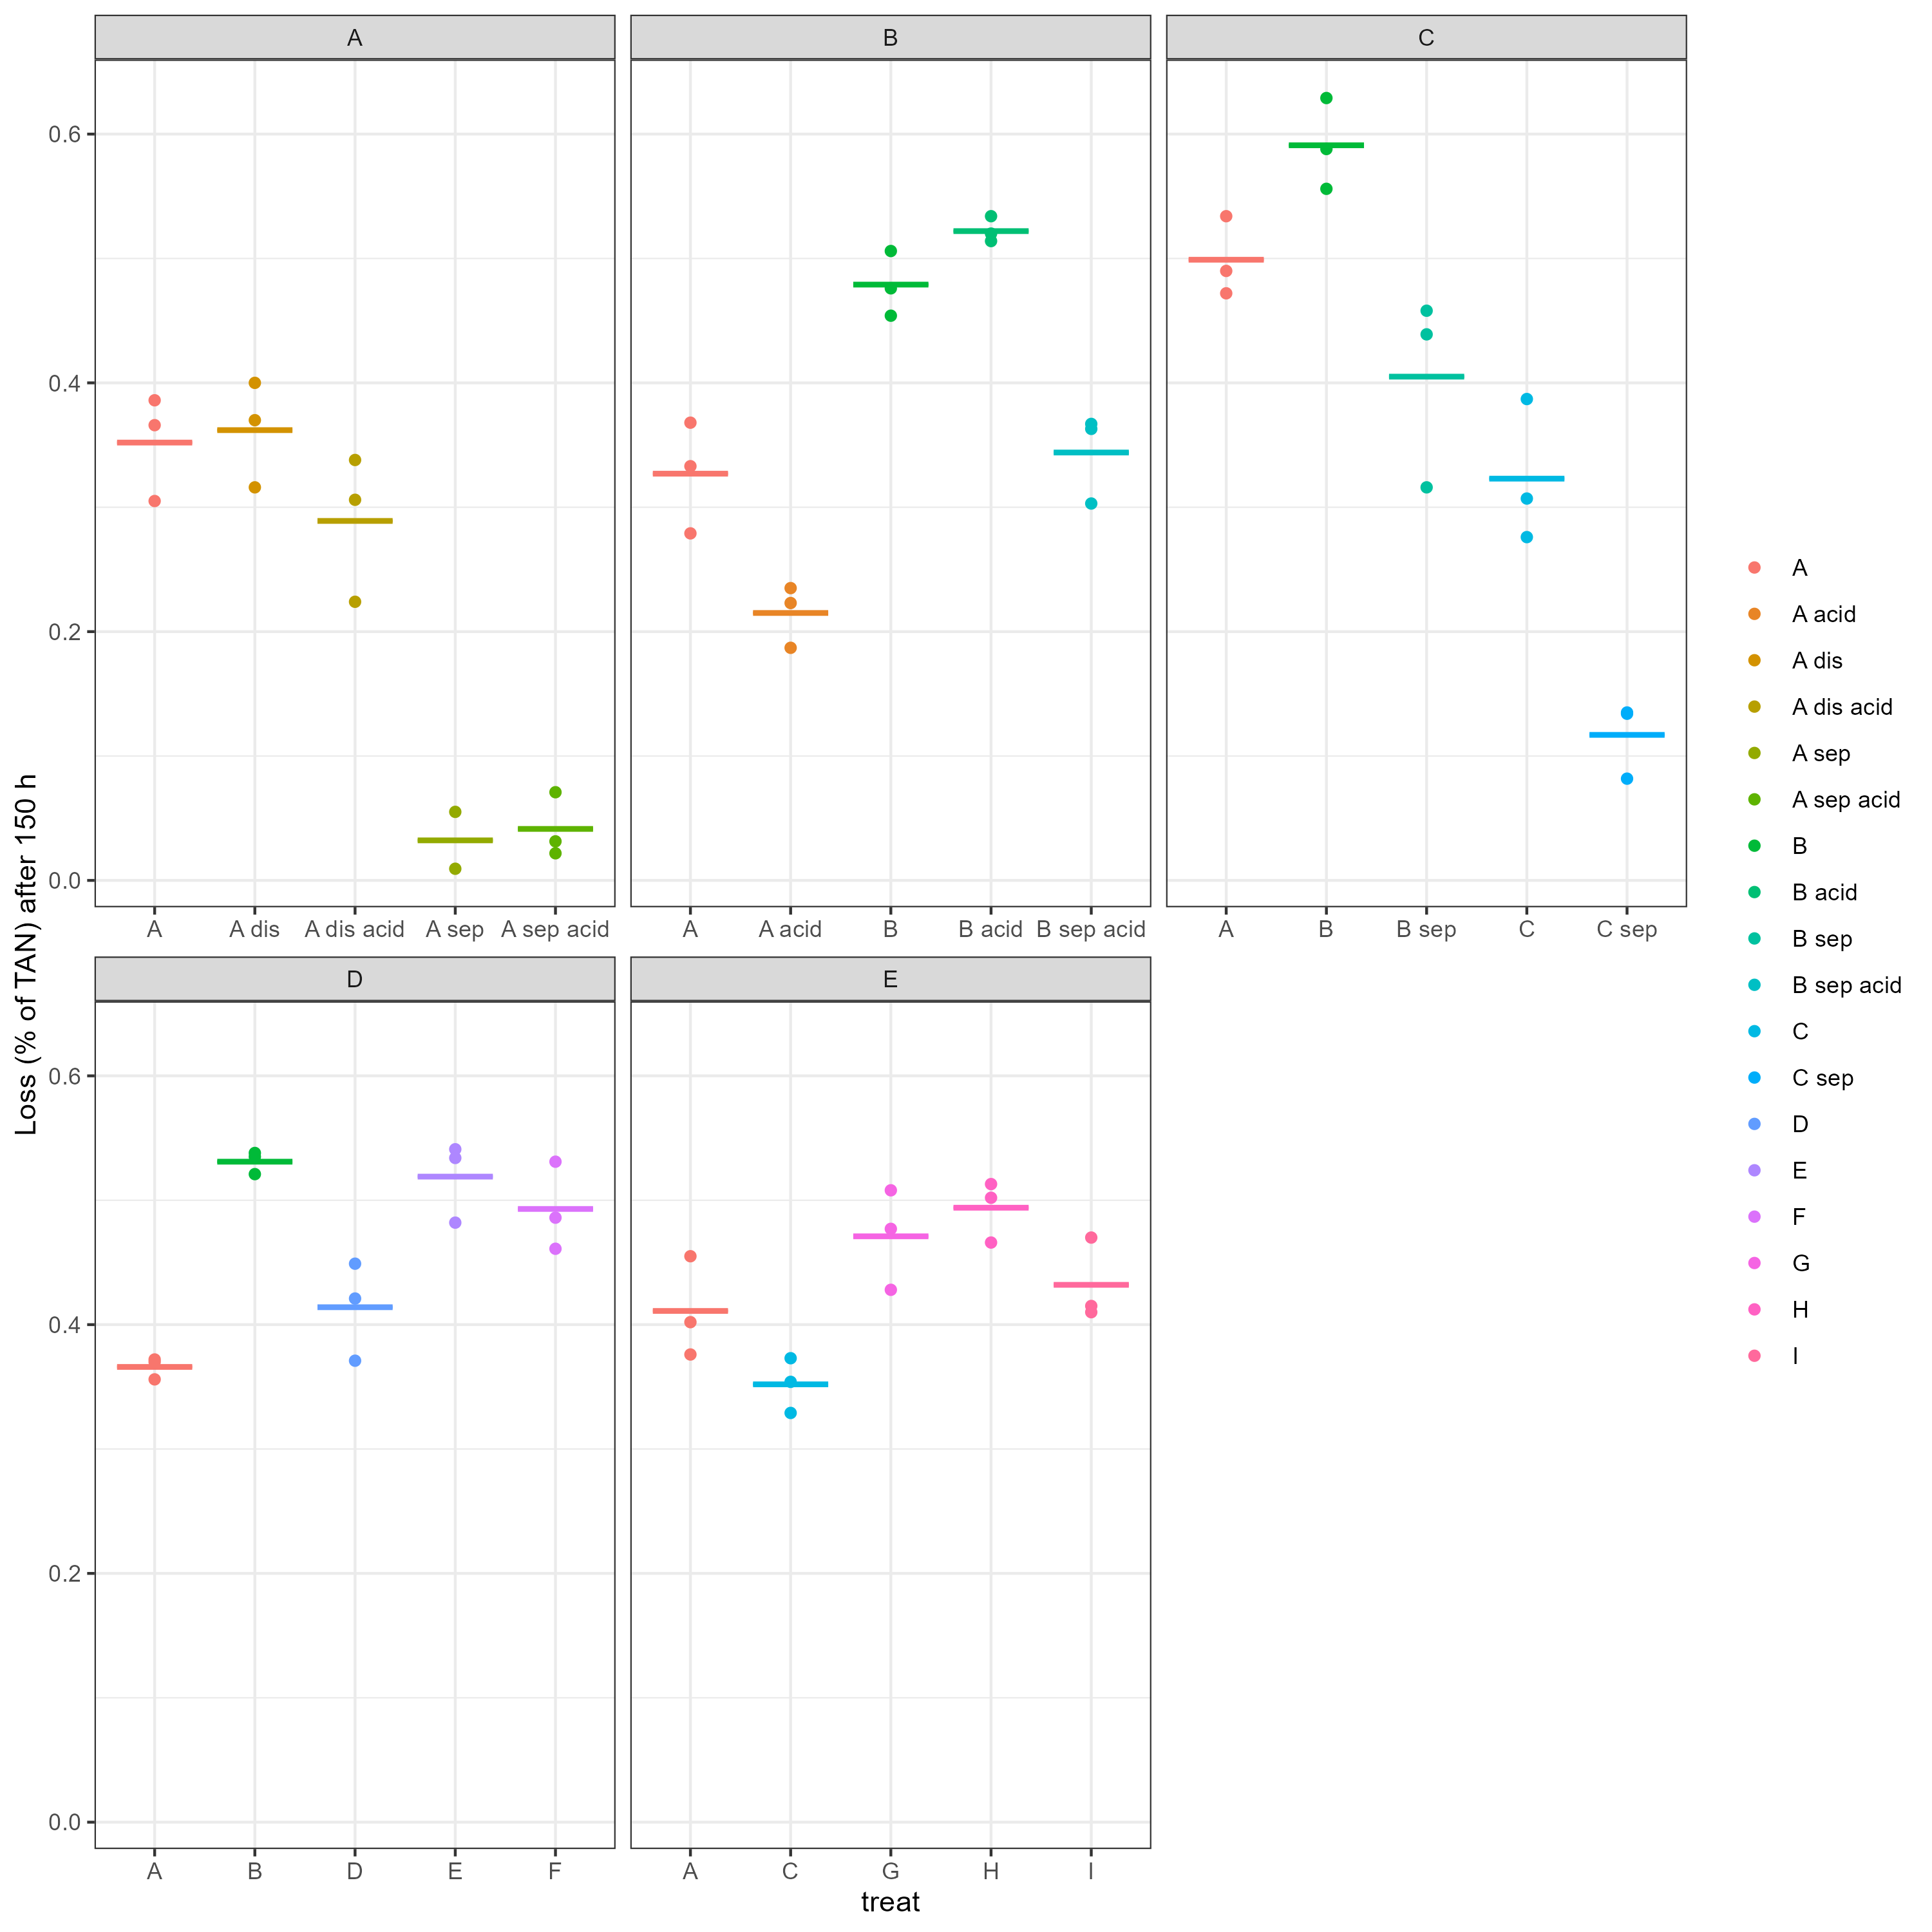 A
B
C
Loss (% of TAN) after 150 h
0.6
0.4
0.2
0.0
A A dis A dis acid A sep A sep acid
A A acid B B acid B sep acid
A B B sep C C sep
D
E
0.6
0.4
0.2
0.0
A B D E F
A C G H I
treat
A
A acid
A dis
A dis acid
A sep
A sep acid
B
B acid
B sep
B sep acid
C
C sep
D
E
F
G
H
I